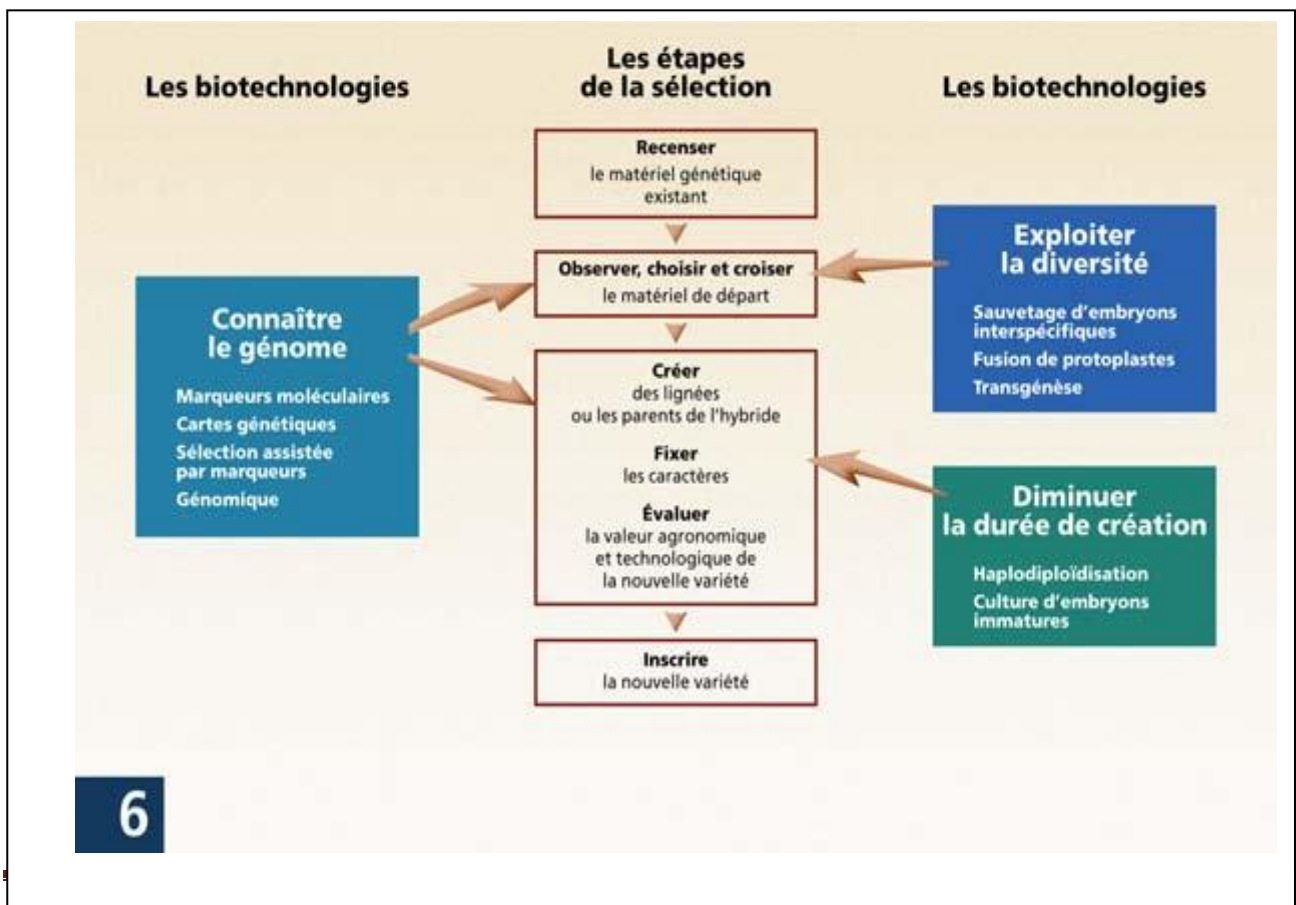 Les biotechnologies
Les étapes
de la sélection
Les biotechnologies
Recenser
le matériel génétique
existant
Observer, choisir et croiser
le matériel de départ
Créer
des lignées
ou les parents de l'hybride
Fixer
les caractères
Évaluer
la valeur agronomique
et technologique de
la nouvelle variété
Inscrire
la nouvelle variété
Connaître
le génome
Marqueurs moléculaires
Cartes génétiques
Sélection assistée
par marqueurs
Génomique
Exploiter
la diversité
Sauvetage d'embryons
interspécifiques
Fusion de protoplastes
Transgénèse
Diminuer
la durée de création
Haplodiploïdisation
Culture d'embryons
immatures
6